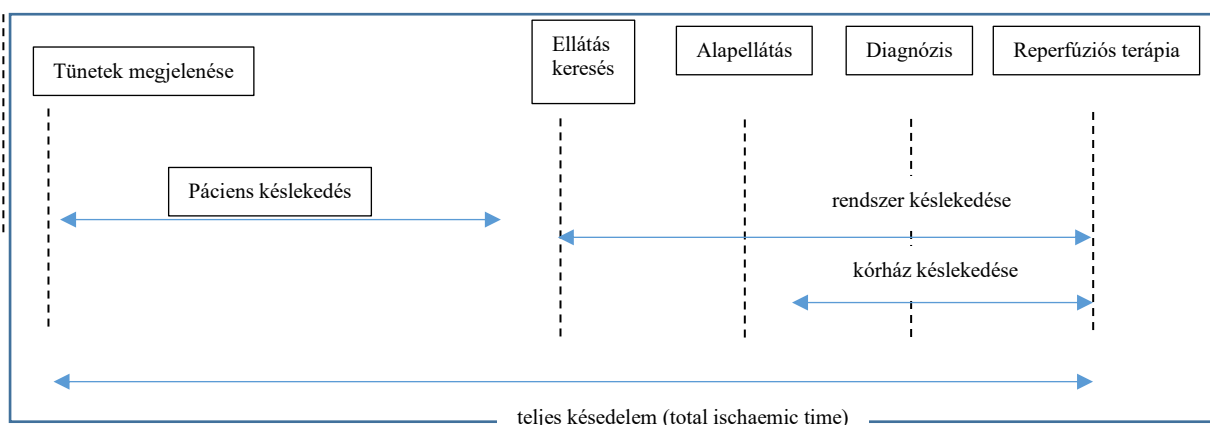 Tünetek megjelenése
Ellátás
keresés
Alapellátás
Diagnózis
Reperfúziós terápia
Páciens késlekedés
rendszer késlekedése
kórház késlekedése
teljes késedelem (total ischaemic time)